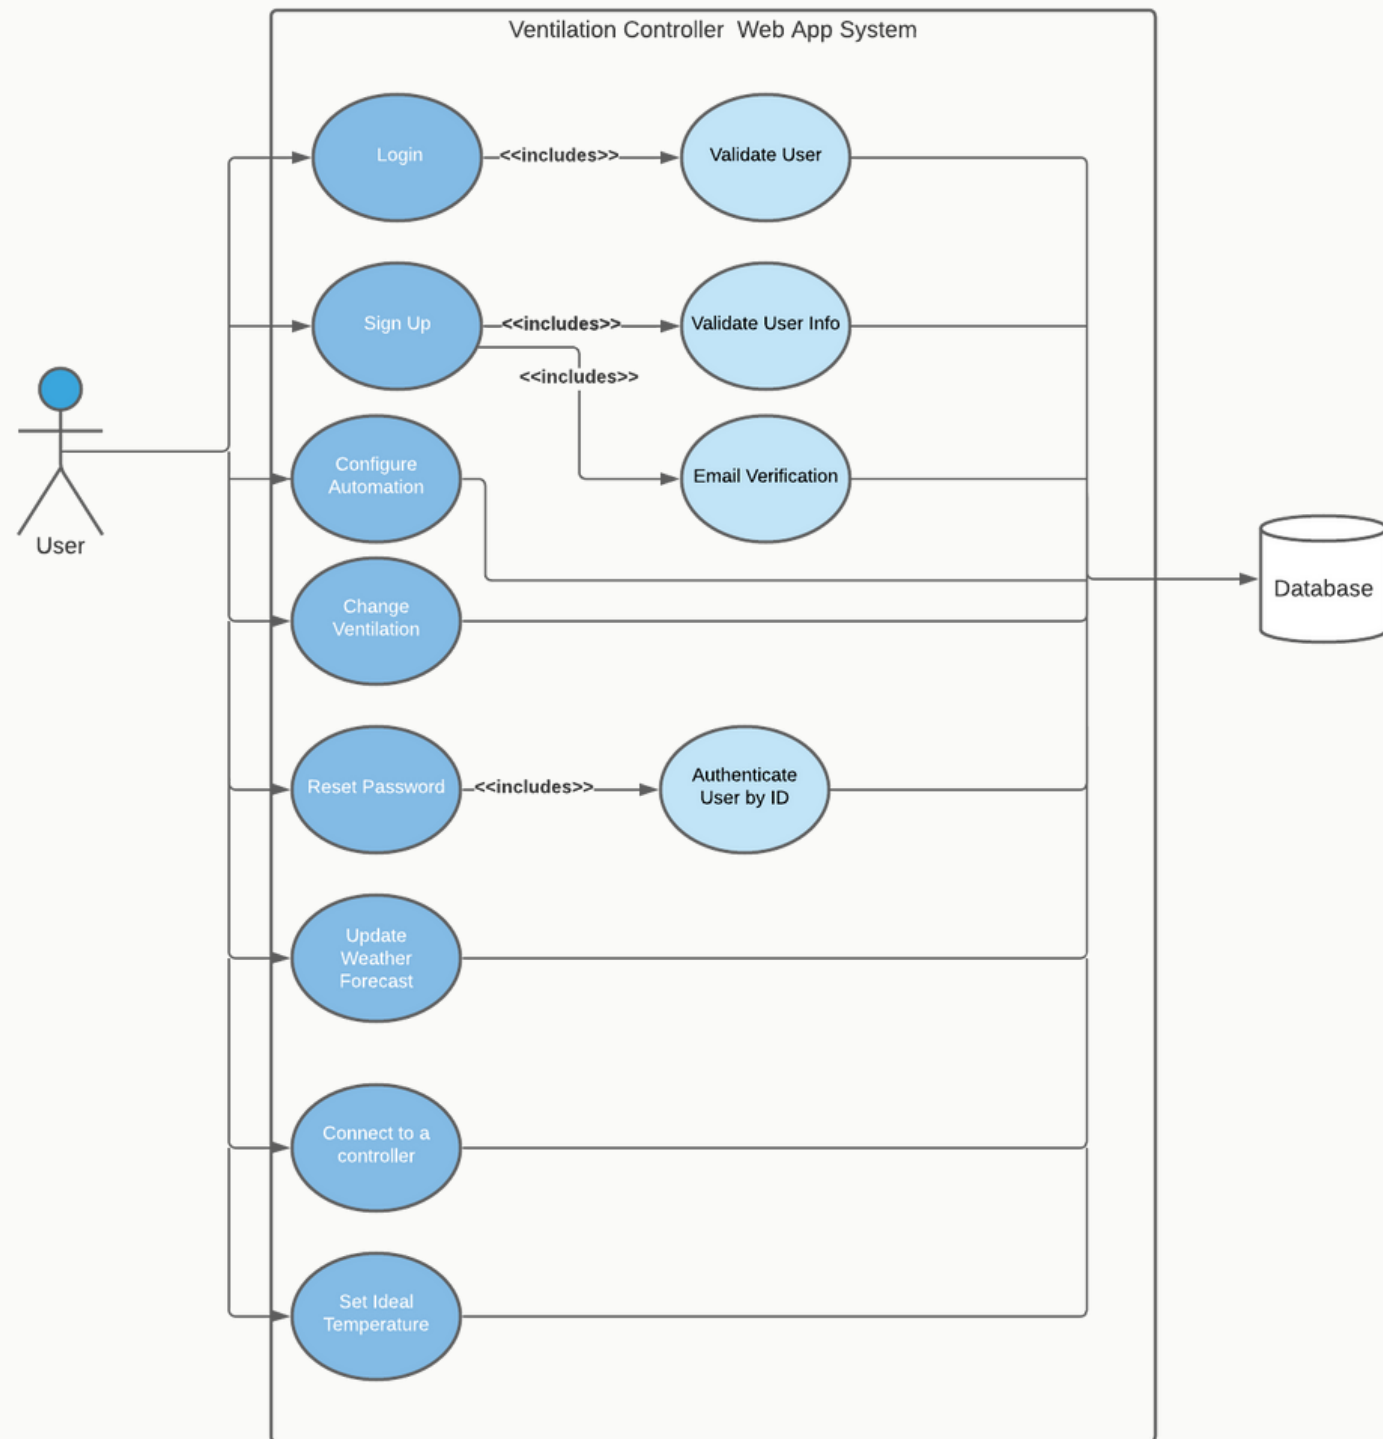 Ventilation Controller  Web App System
Login
<<includes>>
Validate User
Sign Up
<<includes>>
Validate User Info
<<includes>>
Configure
Automation
Email Verification
User
Database
Change
Ventilation
Reset Password
<<includes>>
Authenticate
User by ID
Update
Weather
Forecast
Connect to a
controller
Set Ideal
Temperature